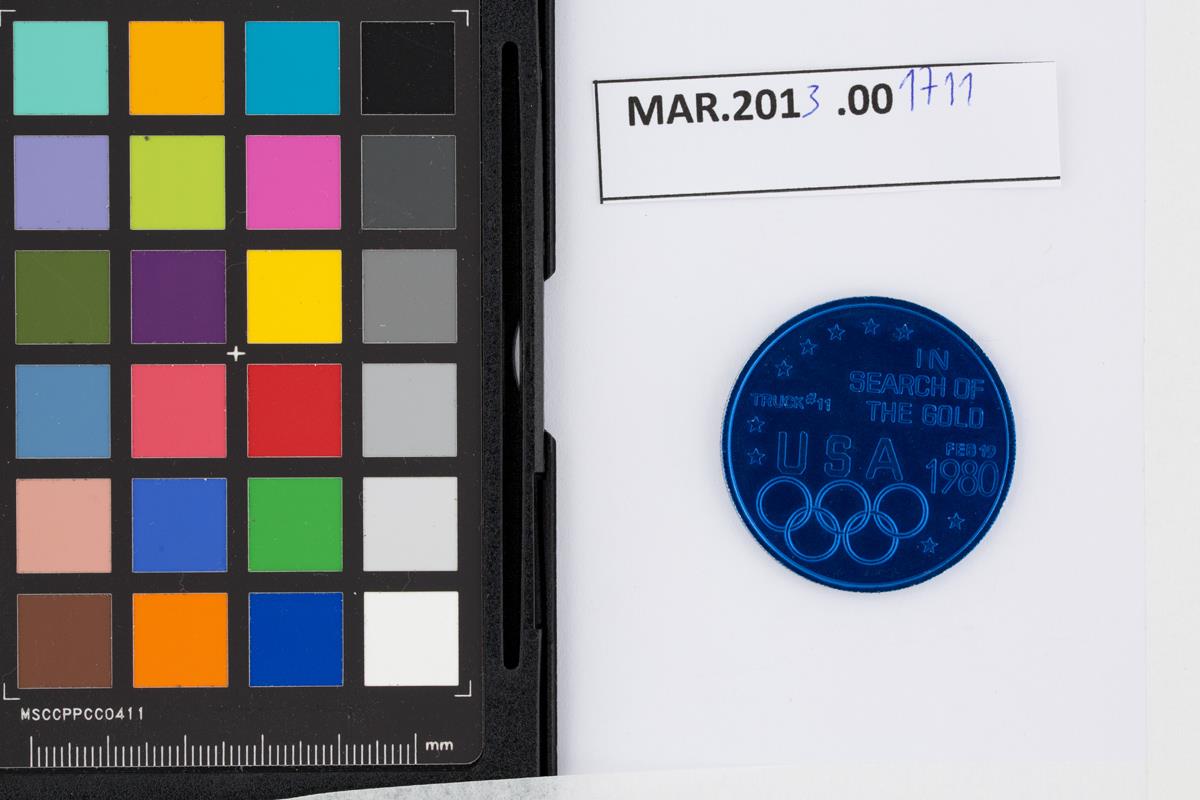 MAR.2013.001711
IN
SEARCH OF
THE GOLD
TRUCK #11
USA
FEB 19
1980
MSCCPPCC0411
mm